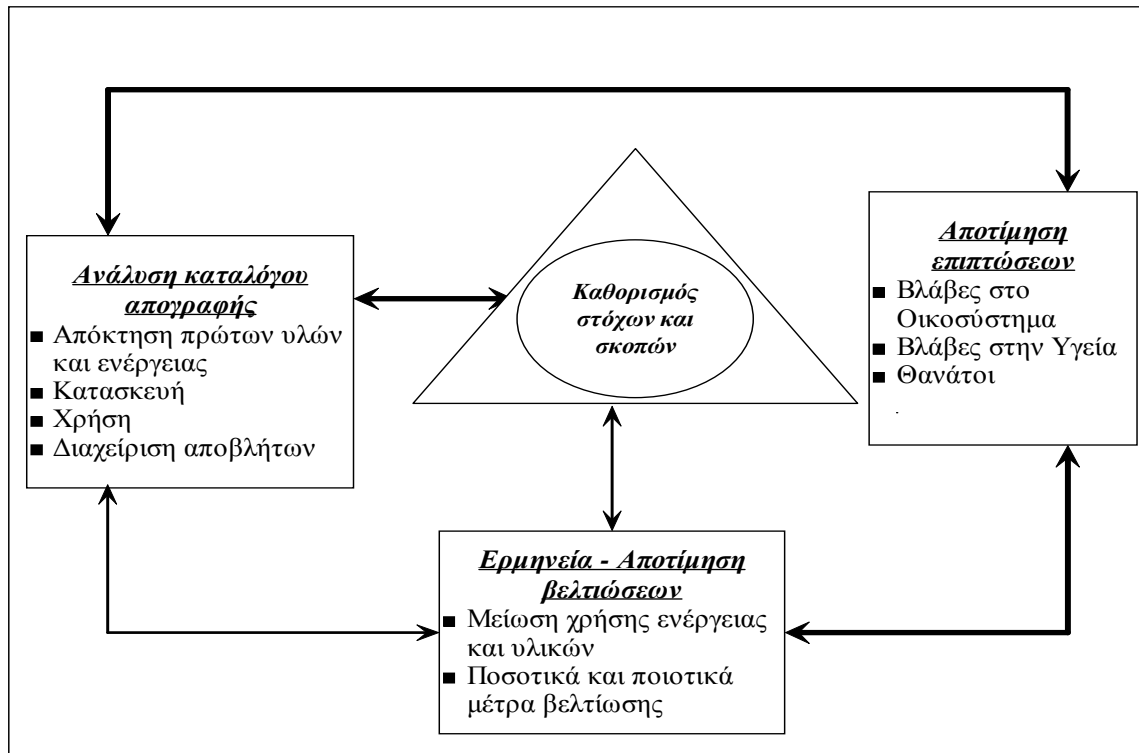 Ανάλυση καταλόγου
απογραφής
■ Απόκτηση πρώτων υλών
και ενέργειας
■ Κατασκευή
■ Χρήση
■ Διαχείριση αποβλήτων
Καθορισμός
στόχων και
σκοπών
Αποτίμηση
επιπτώσεων
■ Βλάβες στο
Οικοσύστημα
■ Βλάβες στην Υγεία
■ Θανάτοι
.
Ερμηνεία - Αποτίμηση
βελτιώσεων
■ Μείωση χρήσης ενέργειας
και υλικών
■ Ποσοτικά και ποιοτικά
μέτρα βελτίωσης